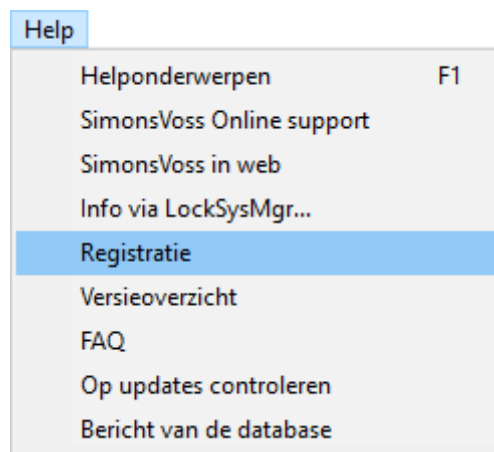 Help
Helponderwerpen F1
SimonsVoss Online support
SimonsVoss in web
Info via LockSysMgr...
Registratie
Versieoverzicht
FAQ
Op updates controleren
Bericht van de database